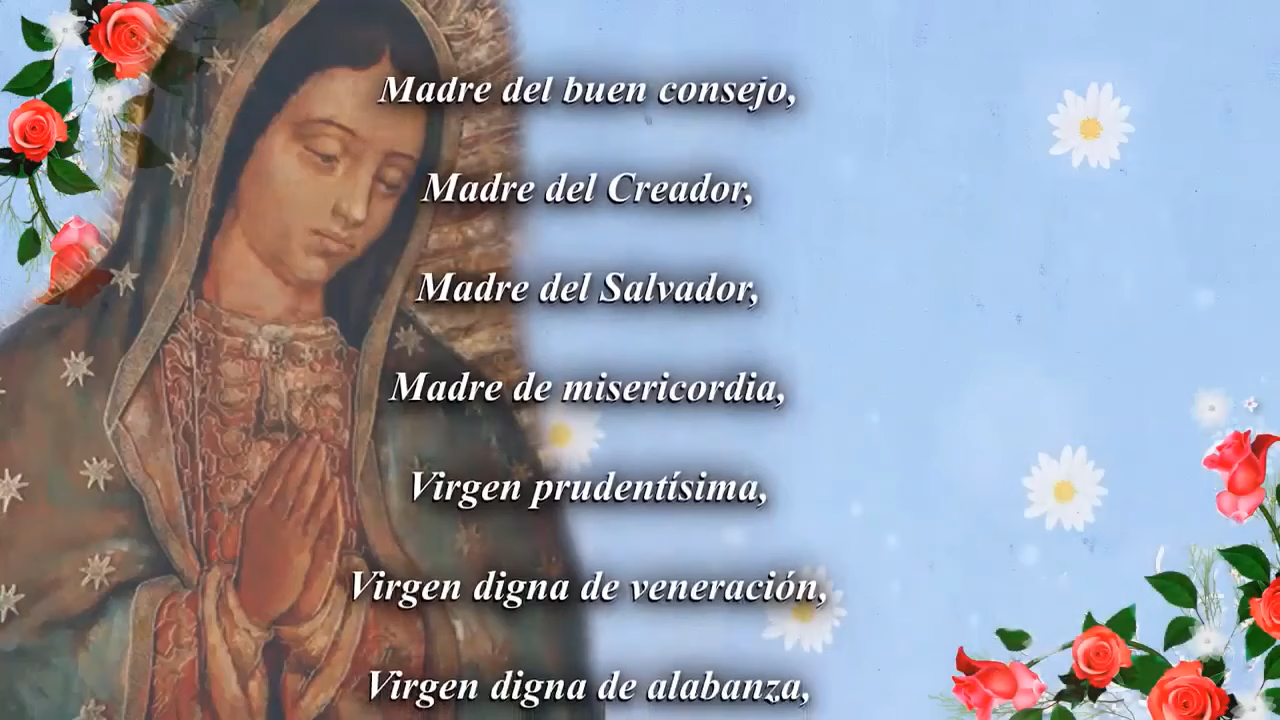 Madre del buen consejo,
Madre del Creador,
Madre del Salvador,
Madre de misericordia,
Virgen prudentísima,
Virgen digna de veneración,
Virgen digna de alabanza,